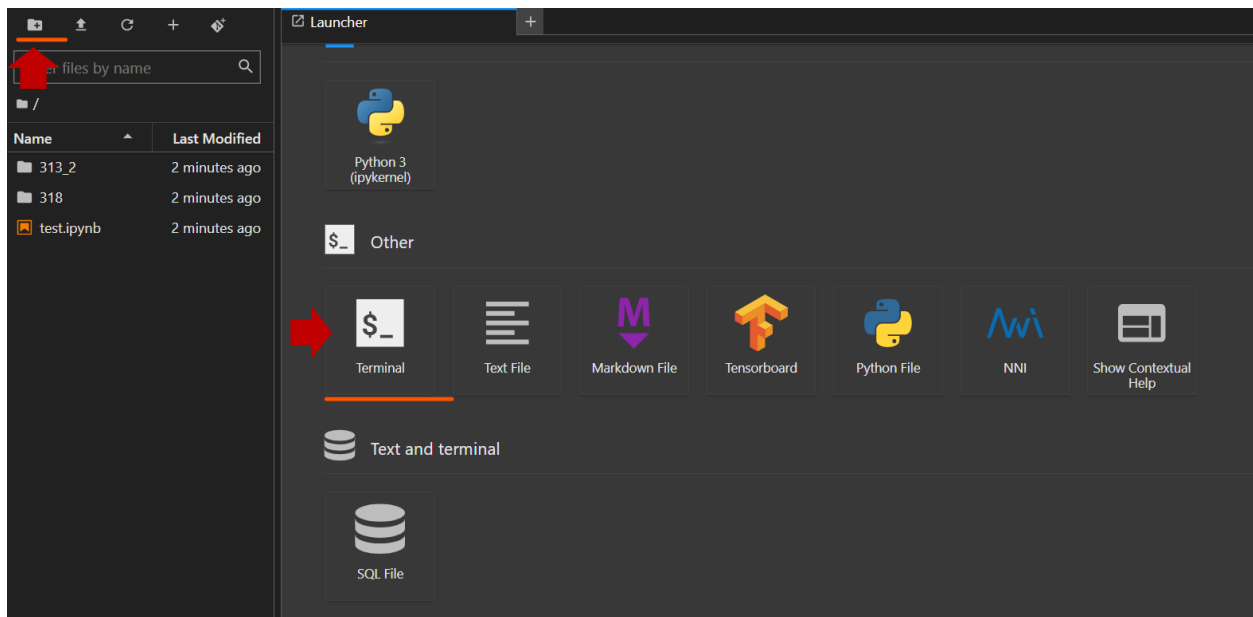 Launcher
er files by name
/
Name Last Modified
313_2 2 minutes ago
318 2 minutes ago
test.ipynb 2 minutes ago
Python 3
(ipykernel)
$_ Other
$_
M
Terminal
Text File
Markdown File
Tensorboard
Python File
NNI
Show Contextual
Help
Text and terminal
SQL File